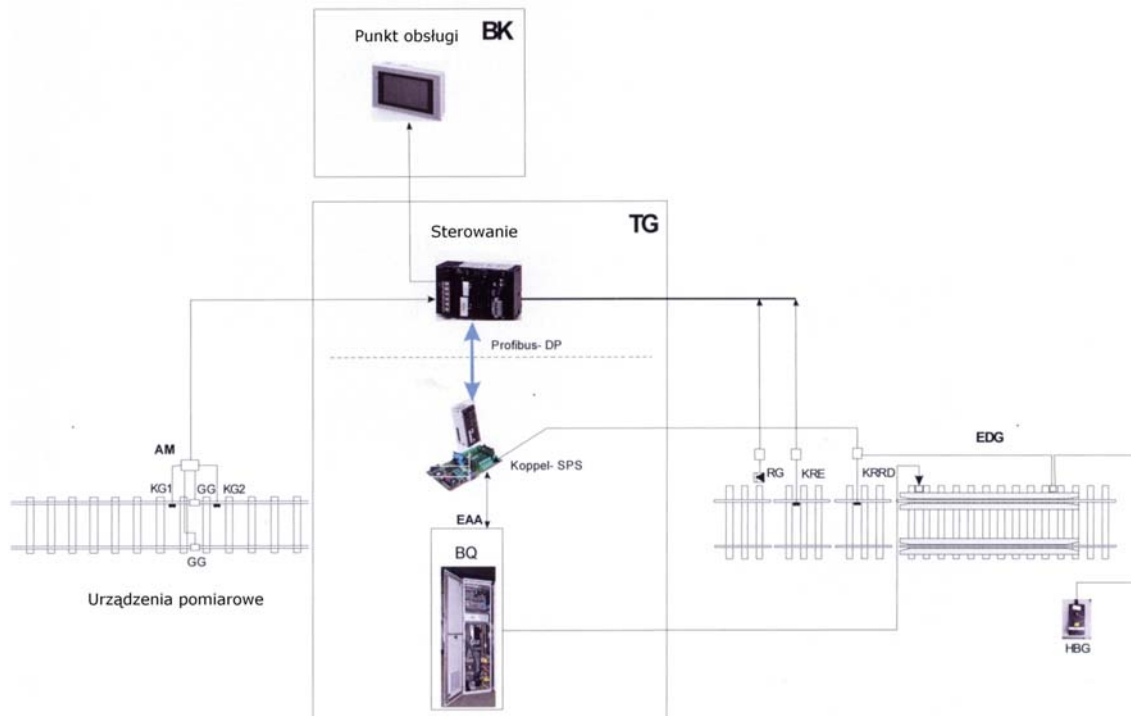 Punkt obsługi BK
Sterowanie TG
Profibus- DP
Koppel- SPS
AM
KG1 GG KG2
GG
Urządzenia pomiarowe
EAA
BQ
RG KRE KRRD EDG
HBG